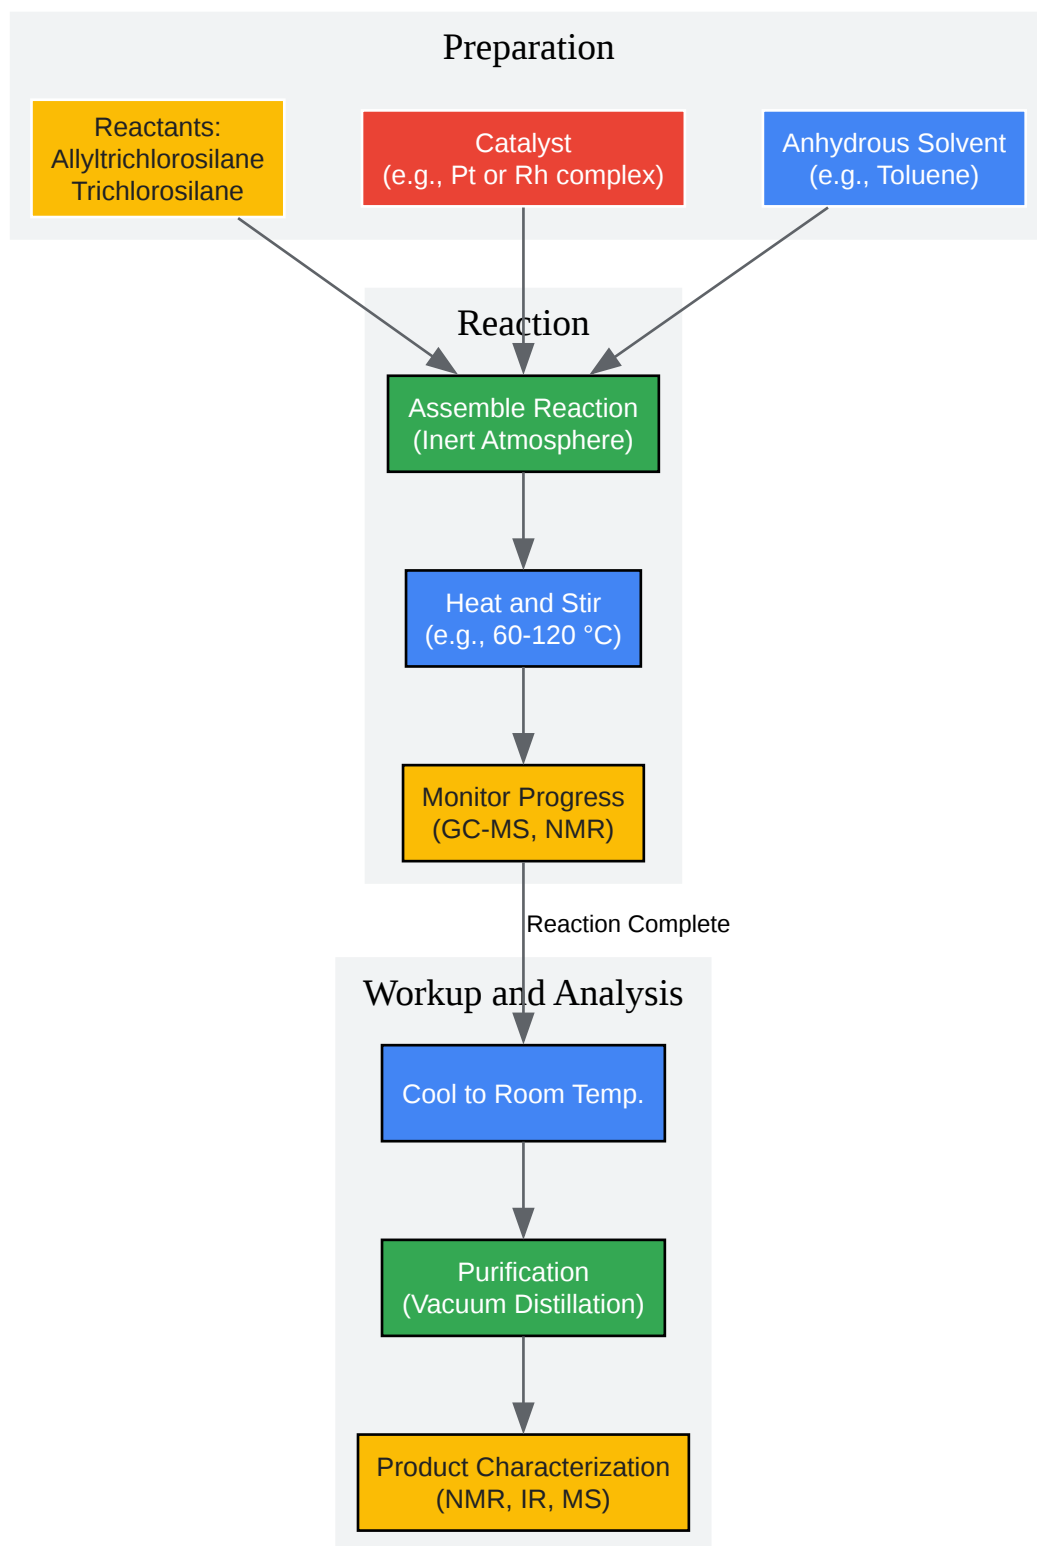 Preparation
Reactants:
Allyltrichlorosilane
Trichlorosilane
Catalyst
(e.g., Pt or Rh complex)
Anhydrous Solvent
(e.g., Toluene)
Reaction
Assemble Reaction
(Inert Atmosphere)
Heat and Stir
(e.g., 60-120 °C)
Monitor Progress
(GC-MS, NMR)
Reaction Complete
Workup and Analysis
Cool to Room Temp.
Purification
(Vacuum Distillation)
Product Characterization
(NMR, IR, MS)